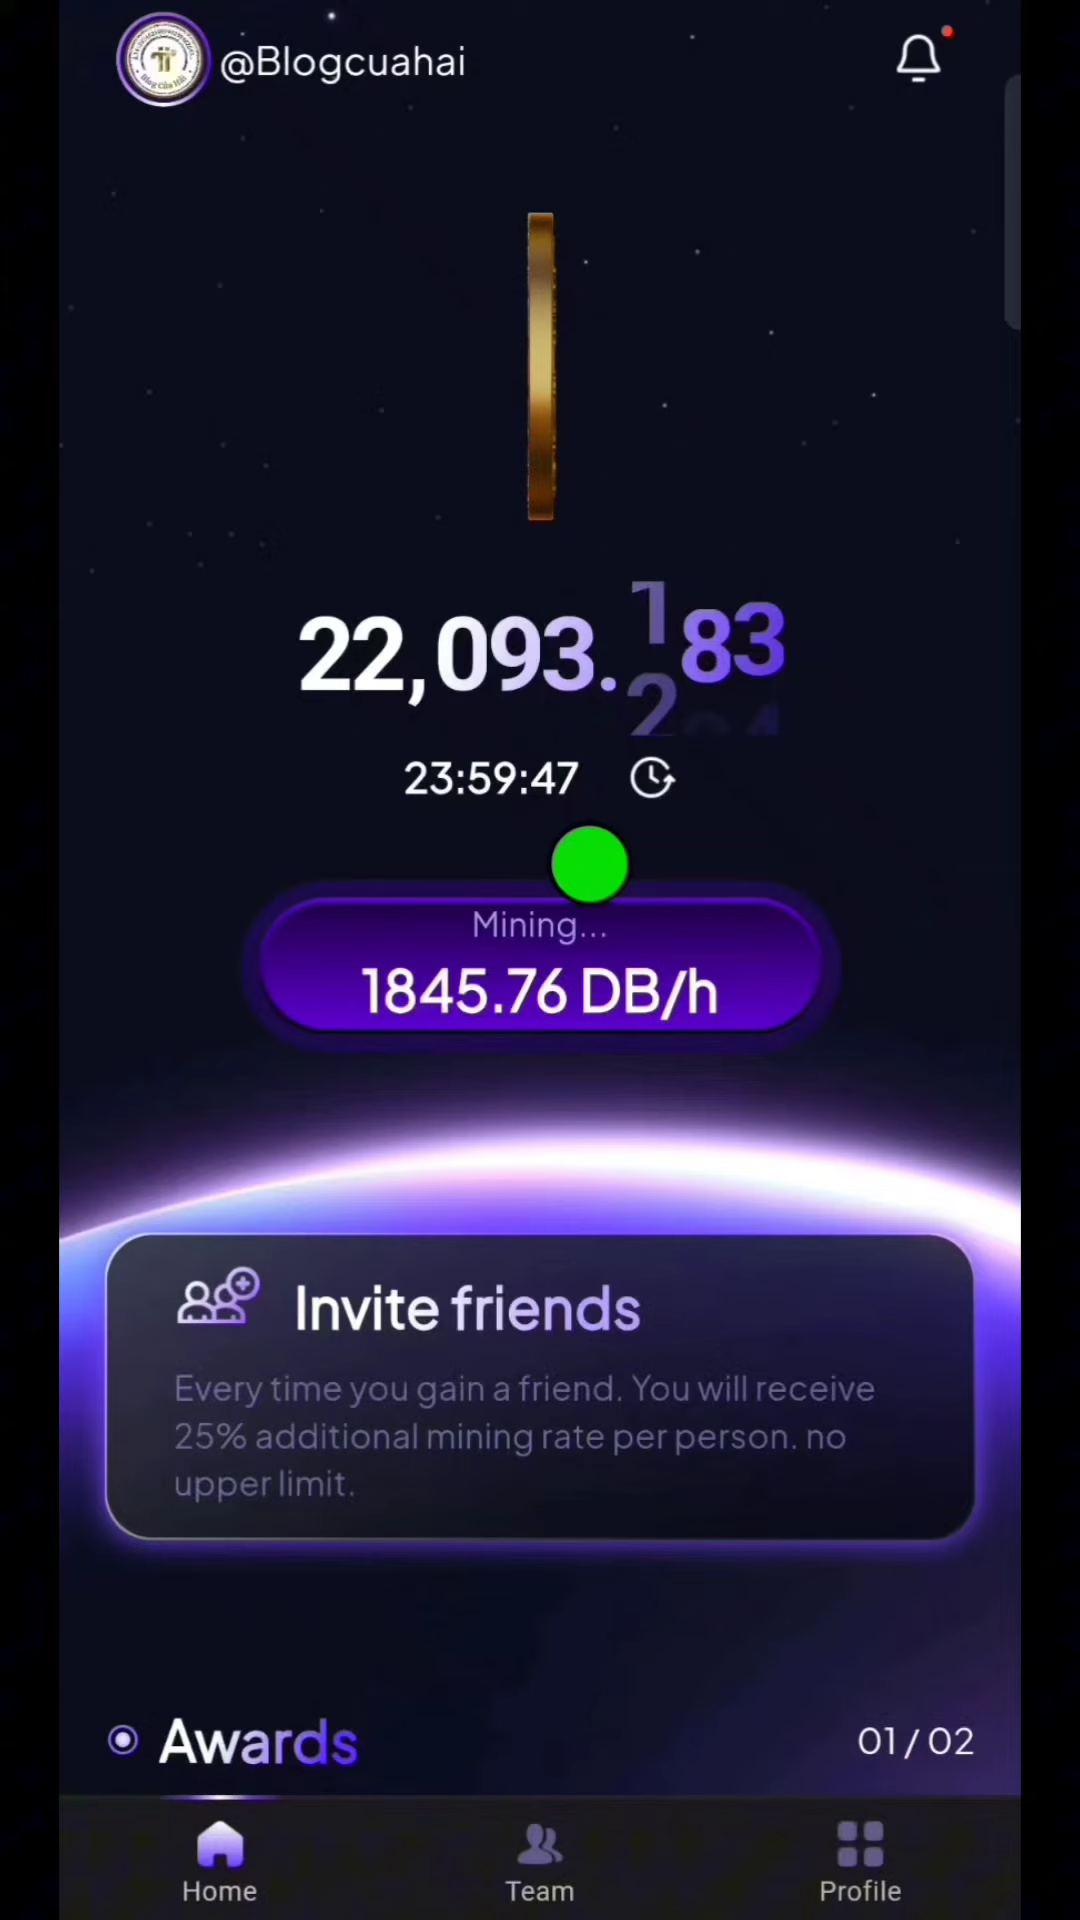 @Blogcuahai
22,093.183
23:59:47
Mining...
1845.76 DB/h
Invite friends
Every time you gain a friend. You will receive
25% additional mining rate per person. no
upper limit.
Awards
01 / 02
Home
Team
Profile